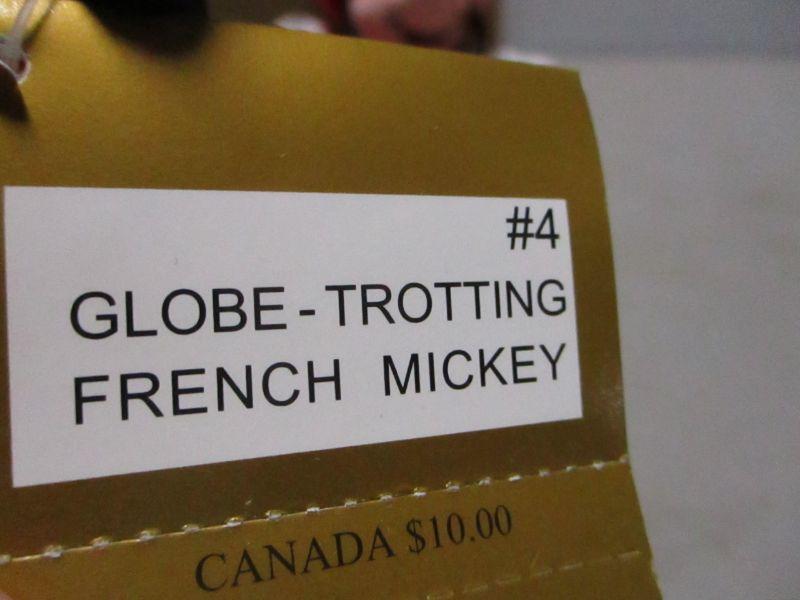 #4
GLOBE-TROTTING
FRENCH MICKEY
CANADA $10.00